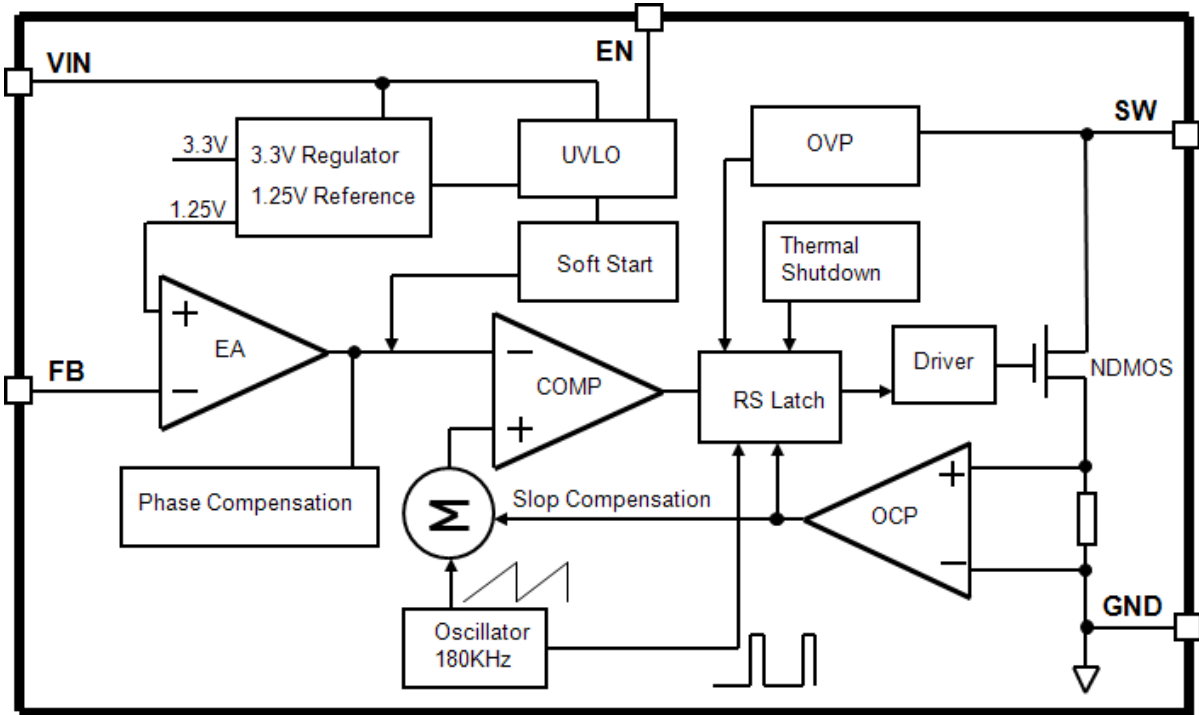 EN
VIN
SW
3.3V
3.3V Regulator
1.25V Reference
UVLO
OVP
1.25V
Soft Start
Thermal
Shutdown
+
EA
−
FB
−
COMP
+
RS Latch
Driver
NDMOS
Phase Compensation
Σ
Slop Compensation
+
OCP
−
GND
Oscillator
180KHz